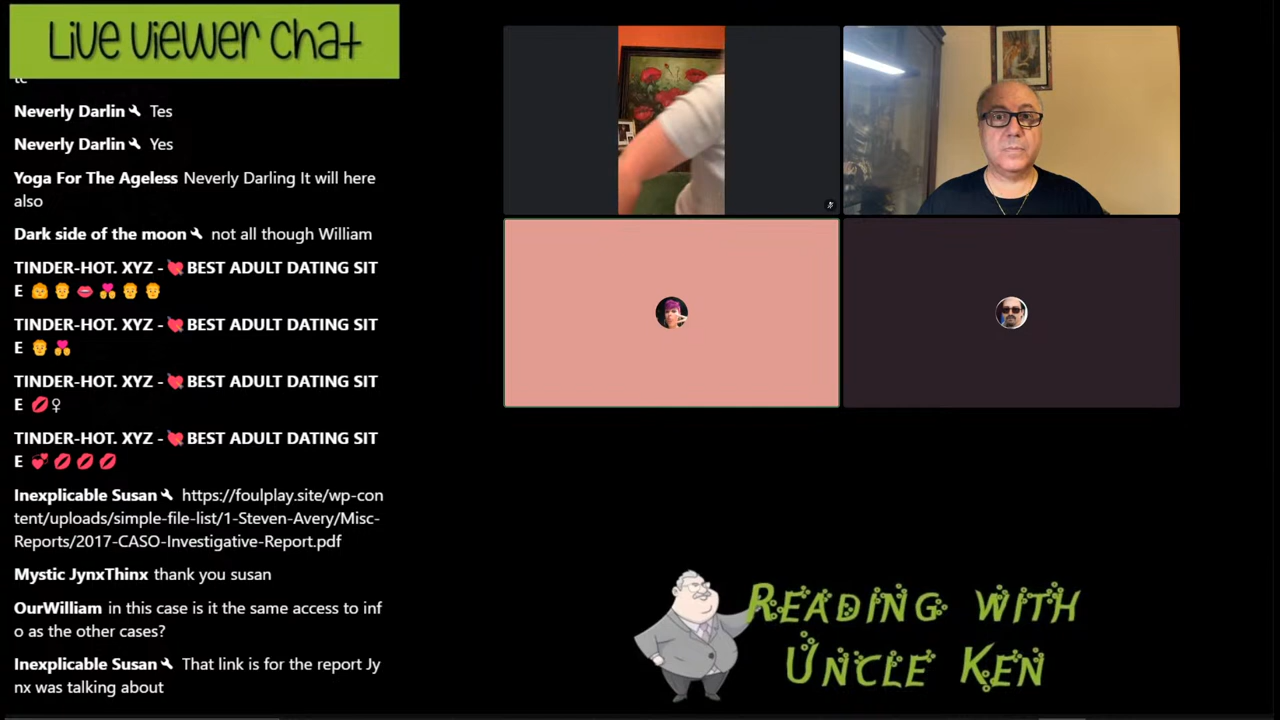 Live Viewer Chat
Neverly Darlin Tes
Neverly Darlin Yes
Yoga For The Ageless Neverly Darling It will here
also
Dark side of the moon not all though William
TINDER-HOT. XYZ - 💘 BEST ADULT DATING SIT
E 👩‍🦰 👨‍🦰 👄 💏 👨‍🦰 👨‍🦰
TINDER-HOT. XYZ - 💘 BEST ADULT DATING SIT
E 👨‍🦰 💏
TINDER-HOT. XYZ - 💘 BEST ADULT DATING SIT
E 💋♀
TINDER-HOT. XYZ - 💘 BEST ADULT DATING SIT
E 💞 💋 💋 💋
Inexplicable Susan https://foulplay.site/wp-con
tent/uploads/simple-file-list/1-Steven-Avery/Misc-
Reports/2017-CASO-Investigative-Report.pdf
Mystic JynxThinx thank you susan
OurWilliam in this case is it the same access to inf
o as the other cases?
Inexplicable Susan That link is for the report Jy
nx was talking about
Reading with
Uncle Ken